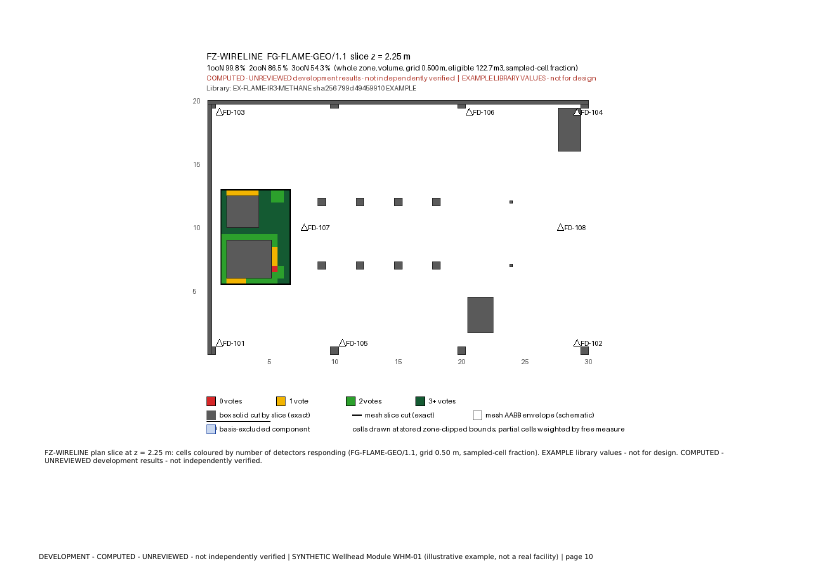 FZ-WIRELINE FG-FLAME-GEO/1.1 slice z = 2.25 m
1ooN 99.8% 2ooN 86.5% 3ooN 54.3% (whole zone, volume, grid 0.500 m, eligible 122.7 m3, sampled-cell fraction)
COMPUTED - UNREVIEWED development results - not independently verified | EXAMPLE LIBRARY VALUES - not for design
Library: EX-FLAME-IR3-METHANE sha256 799d49459910 EXAMPLE
20
FD-103
FD-106
FD-104
15
10
FD-107
FD-108
5
FD-101
FD-105
FD-102
5
10
15
20
25
30
0 votes
1 vote
2 votes
3+ votes
box solid cut by slice (exact)
mesh slice cut (exact)
mesh AABB envelope (schematic)
basis-excluded component
cells drawn at stored zone-clipped bounds; partial cells weighted by free measure
FZ-WIRELINE plan slice at z = 2.25 m: cells coloured by number of detectors responding (FG-FLAME-GEO/1.1, grid 0.50 m, sampled-cell fraction). EXAMPLE library values - not for design. COMPUTED -
UNREVIEWED development results - not independently verified.
DEVELOPMENT - COMPUTED - UNREVIEWED - not independently verified | SYNTHETIC Wellhead Module WHM-01 (illustrative example, not a real facility) | page 10